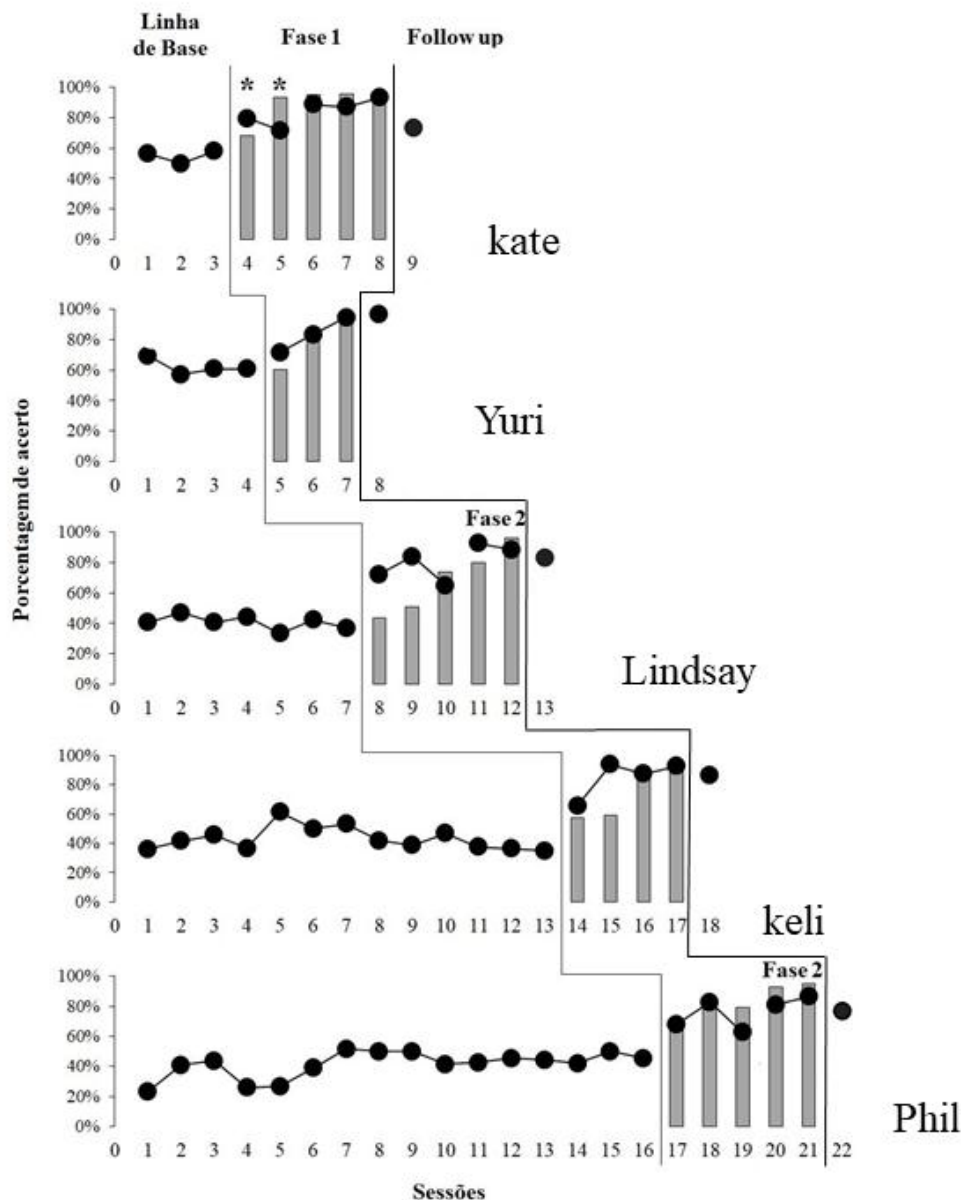 Linha
de Base
Fase 1
Follow up
* *
100%
80%
60%
40%
20%
0%
0 1 2 3 4 5 6 7 8 9
kate
100%
80%
60%
40%
20%
0%
0 1 2 3 4 5 6 7 8
Yuri
Porcentagem de acerto
Fase 2
100%
80%
60%
40%
20%
0%
0 1 2 3 4 5 6 7 8 9 10 11 12 13
Lindsay
100%
80%
60%
40%
20%
0%
0 1 2 3 4 5 6 7 8 9 10 11 12 13 14 15 16 17 18
keli
Fase 2
100%
80%
60%
40%
20%
0%
0 1 2 3 4 5 6 7 8 9 10 11 12 13 14 15 16 17 18 19 20 21 22
Phil
Sessões